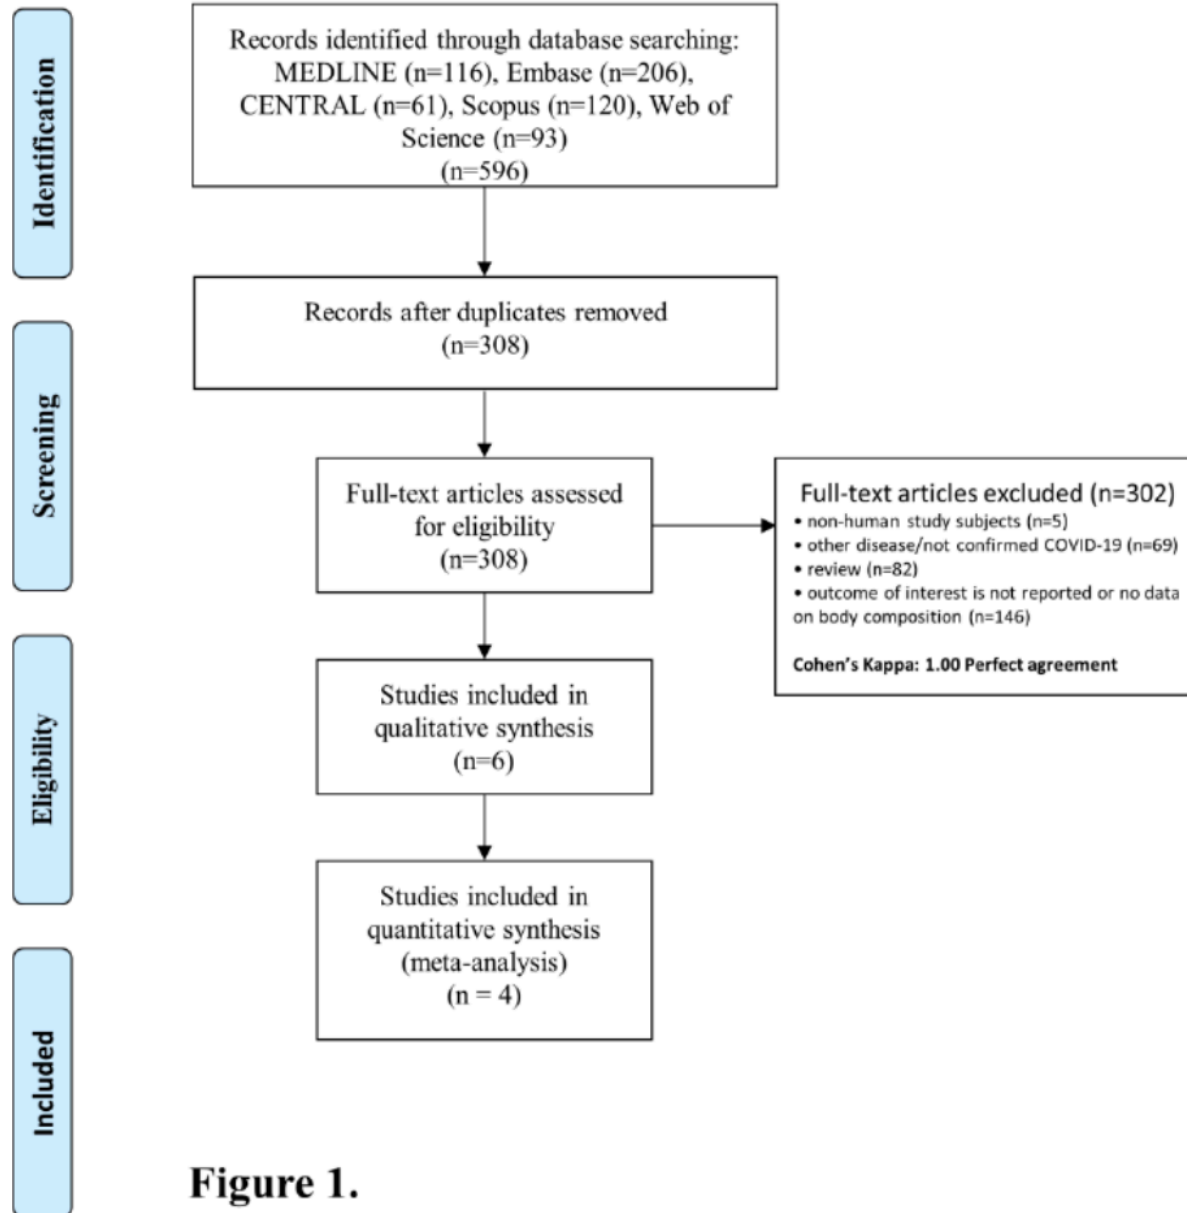 Identification
Records identified through database searching:
MEDLINE (n=116), Embase (n=206),
CENTRAL (n=61), Scopus (n=120), Web of
Science (n=93)
(n=596)
Records after duplicates removed
(n=308)
Screening
Full-text articles assessed
for eligibility
(n=308)
Full-text articles excluded (n=302)
• non-human study subjects (n=5)
• other disease/not confirmed COVID-19 (n=69)
• review (n=82)
• outcome of interest is not reported or no data
on body composition (n=146)
Cohen's Kappa: 1.00 Perfect agreement
Eligibility
Studies included in
qualitative synthesis
(n=6)
Studies included in
quantitative synthesis
(meta-analysis)
(n = 4)
Included
Figure 1.